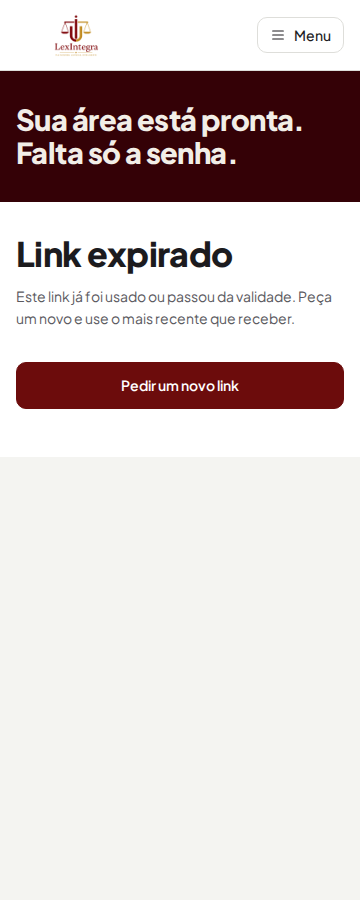 LexIntegra
Menu
Sua área está pronta.
Falta só a senha.
Link expirado
Este link já foi usado ou passou da validade. Peça
um novo e use o mais recente que receber.
Pedir um novo link